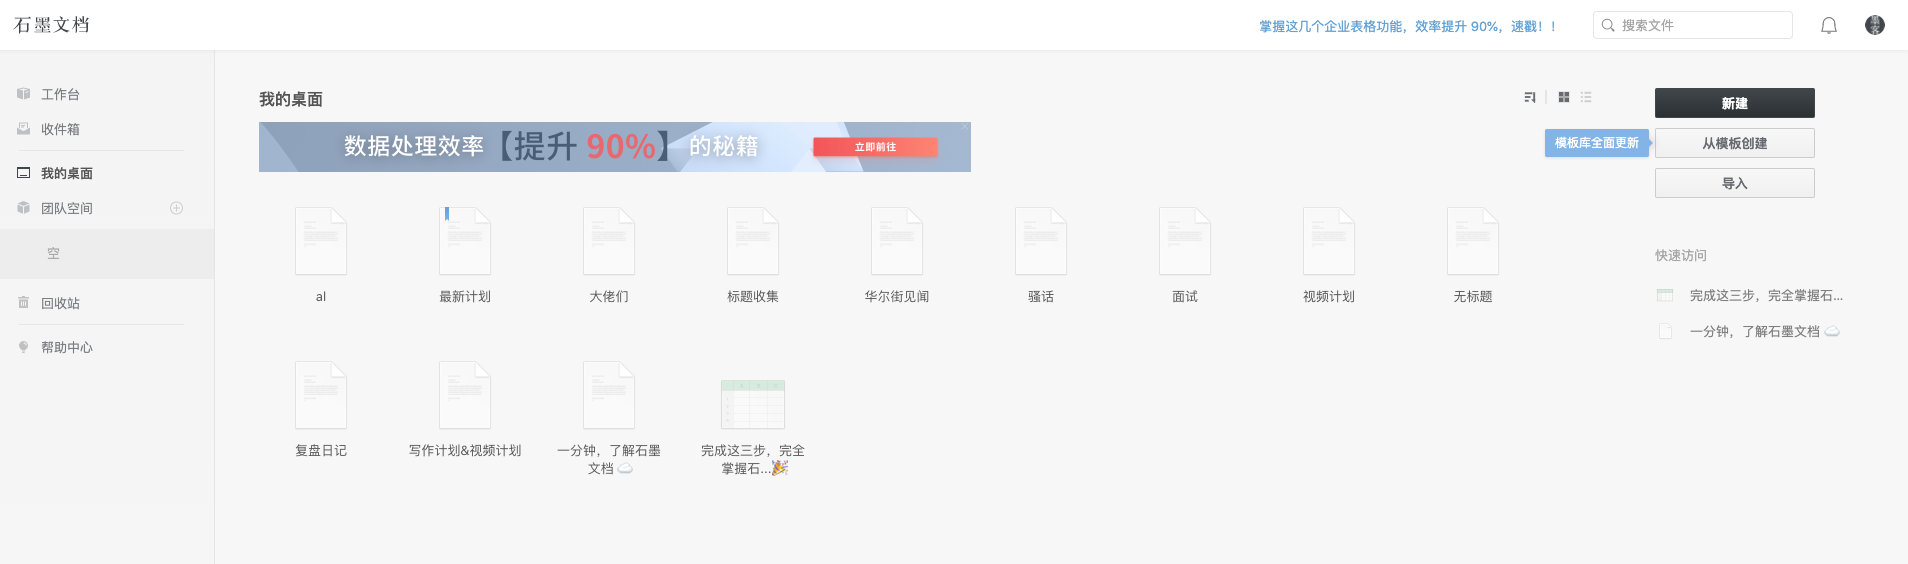 石墨文档
掌握这几个企业表格功能，效率提升 90%，速戳！！
搜索文件
工作台
收件箱
我的桌面
团队空间
空
回收站
帮助中心
我的桌面
数据处理效率【提升 90%】的秘籍
立即前往
新建
模板库全面更新
从模板创建
导入
al
最新计划
大佬们
标题收集
华尔街见闻
骚话
面试
视频计划
无标题
复盘日记
写作计划&视频计划
一分钟，了解石墨
文档 ☁️
完成这三步，完全
掌握石...🎉
快速访问
完成这三步，完全掌握石...
一分钟，了解石墨文档 ☁️